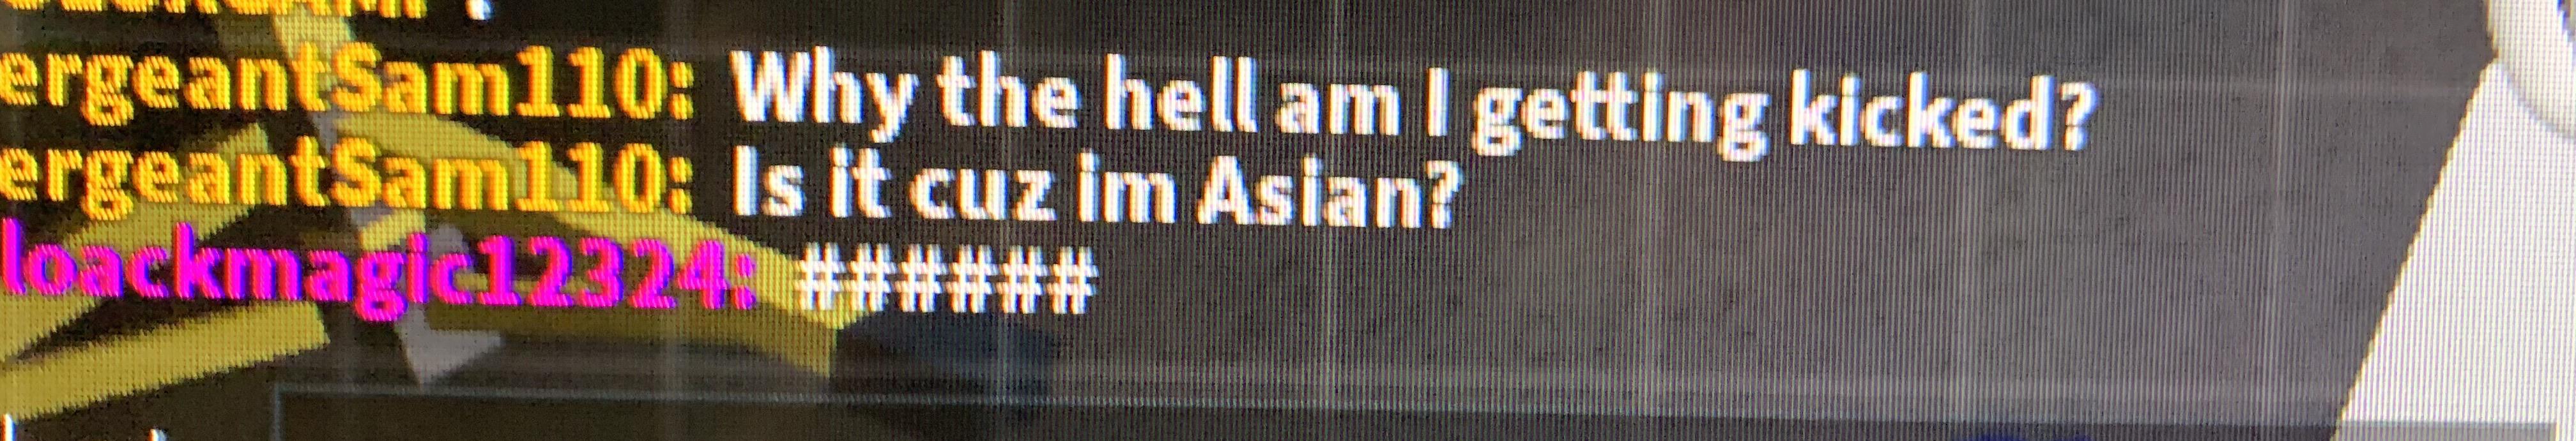 ergeantSam110: Why the hell am I getting kicked?
ergeantSam110: Is it cuz im Asian?
loackmagic12324: ######